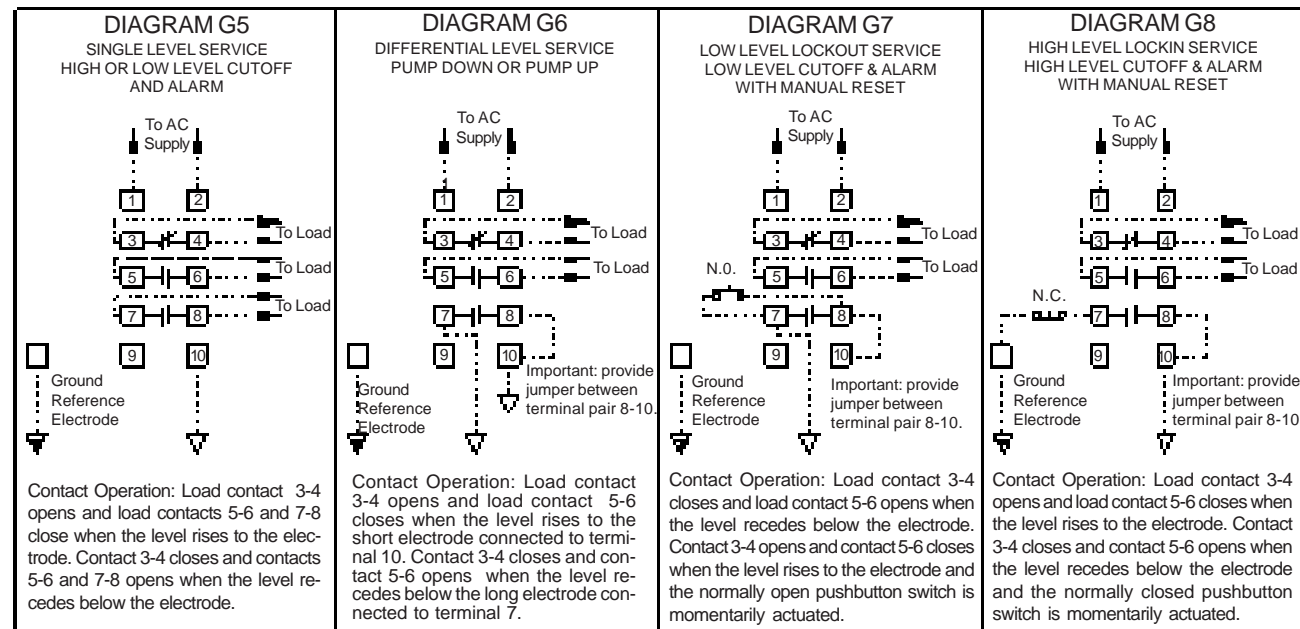 DIAGRAM G5
SINGLE LEVEL SERVICE
HIGH OR LOW LEVEL CUTOFF
AND ALARM
To AC
Supply
1
2
3
4
To Load
5
6
To Load
7
8
To Load
9
10
Ground
Reference
Electrode
Contact Operation: Load contact 3-4
opens and load contacts 5-6 and 7-8
close when the level rises to the elec-
trode. Contact 3-4 closes and contacts
5-6 and 7-8 opens when the level re-
cedes below the electrode.
DIAGRAM G6
DIFFERENTIAL LEVEL SERVICE
PUMP DOWN OR PUMP UP
To AC
Supply
1
2
3
4
To Load
5
6
To Load
7
8
9
10
Ground
Reference
Electrode
Important: provide
jumper between
terminal pair 8-10.
Contact Operation: Load contact
3-4 opens and load contact 5-6
closes when the level rises to the
short electrode connected to termi-
nal 10. Contact 3-4 closes and con-
tact 5-6 opens when the level re-
cedes below the long electrode con-
nected to terminal 7.
DIAGRAM G7
LOW LEVEL LOCKOUT SERVICE
LOW LEVEL CUTOFF & ALARM
WITH MANUAL RESET
To AC
Supply
1
2
3
4
To Load
N.0.
5
6
To Load
7
8
9
10
Ground
Reference
Electrode
Important: provide
jumper between
terminal pair 8-10.
Contact Operation: Load contact 3-4
closes and load contact 5-6 opens when
the level recedes below the electrode.
Contact 3-4 opens and contact 5-6 closes
when the level rises to the electrode and
the normally open pushbutton switch is
momentarily actuated.
DIAGRAM G8
HIGH LEVEL LOCKIN SERVICE
HIGH LEVEL CUTOFF & ALARM
WITH MANUAL RESET
To AC
Supply
1
2
3
4
To Load
5
6
To Load
N.C.
7
8
9
10
Ground
Reference
Electrode
Important: provide
jumper between
terminal pair 8-10
Contact Operation: Load contact 3-4
opens and load contact 5-6 closes when
the level rises to the electrode. Contact
3-4 closes and contact 5-6 opens when
the level recedes below the electrode
and the normally closed pushbutton
switch is momentarily actuated.